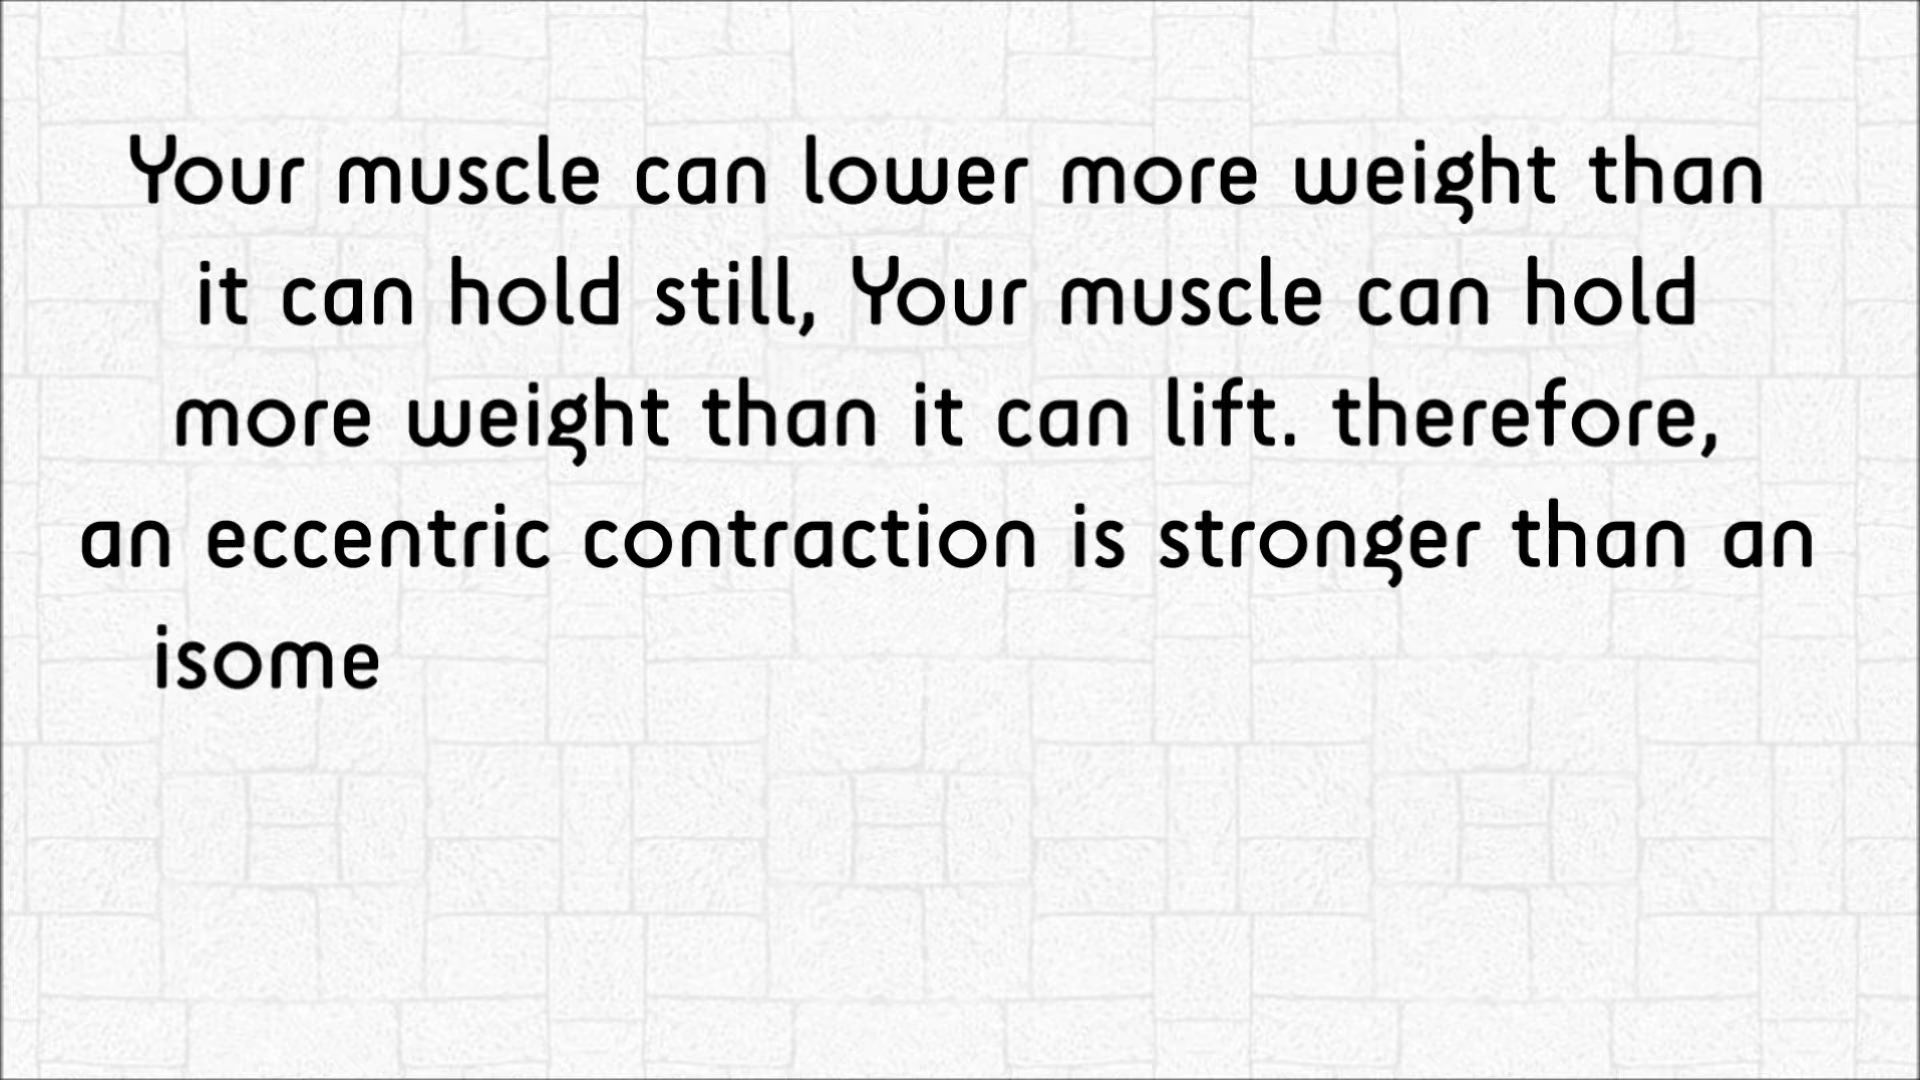 Your muscle can lower more weight than
it can hold still, Your muscle can hold
more weight than it can lift. therefore,
an eccentric contraction is stronger than an
isome